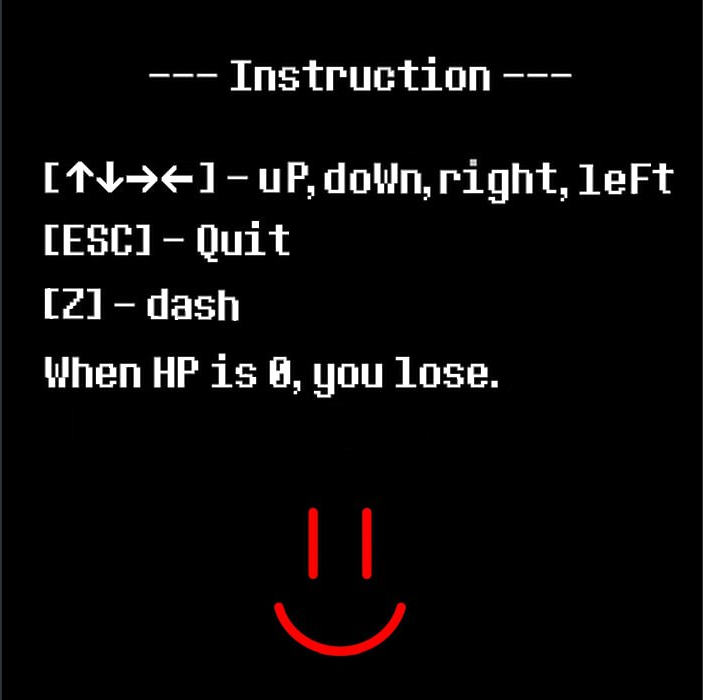 --- Instruction ---
[↑↓→←] - uP, doWn, right, leFt
[ESC] - Quit
[Z] - dash
When HP is 0, you lose.